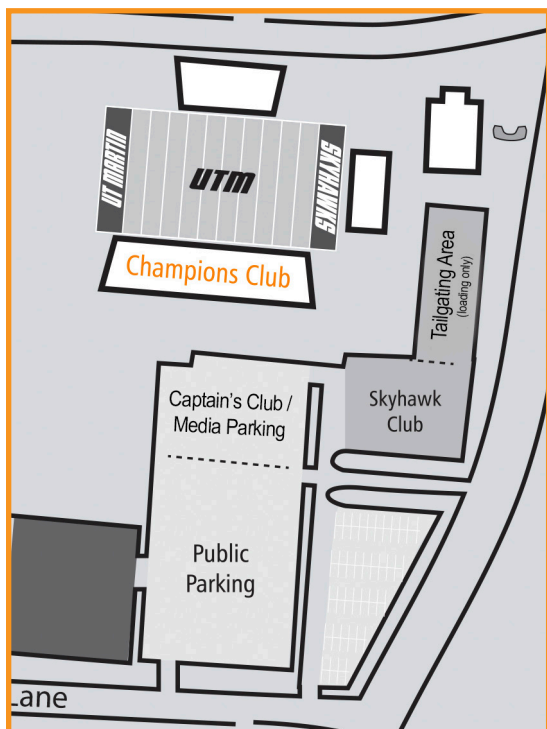 UT MARTIN
UTM
SKYHAWKS
Champions Club
Tailgating Area
(loading only)
Captain's Club /
Media Parking
Skyhawk
Club
Public
Parking
Lane